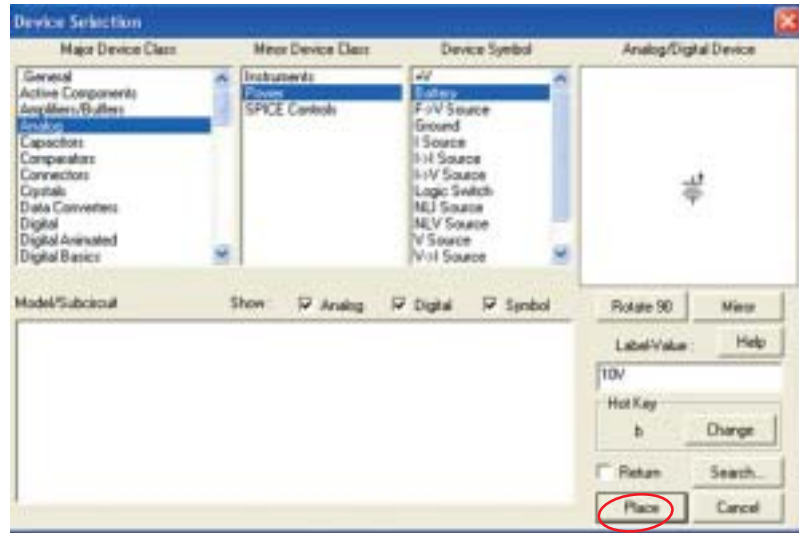 Device Selection
Major Device Class
Minor Device Class
Device Symbol
Analog/Digital Device
General
Active Components
Amplifiers/Buffers
Analog
Capacitors
Comparators
Connectors
Crystals
Data Converters
Digital
Digital Animated
Digital Basics
Instruments
Power
SPICE Controls
+V
Battery
F->V Source
Ground
I Source
I->I Source
I->V Source
Logic Switch
NLI Source
NLV Source
V Source
V->I Source
Model/Subcircuit
Show: Analog Digital Symbol
Rotate 90 Mirror
Label-Value: Help
10V
Hot Key
b Change
Return Search...
Place Cancel